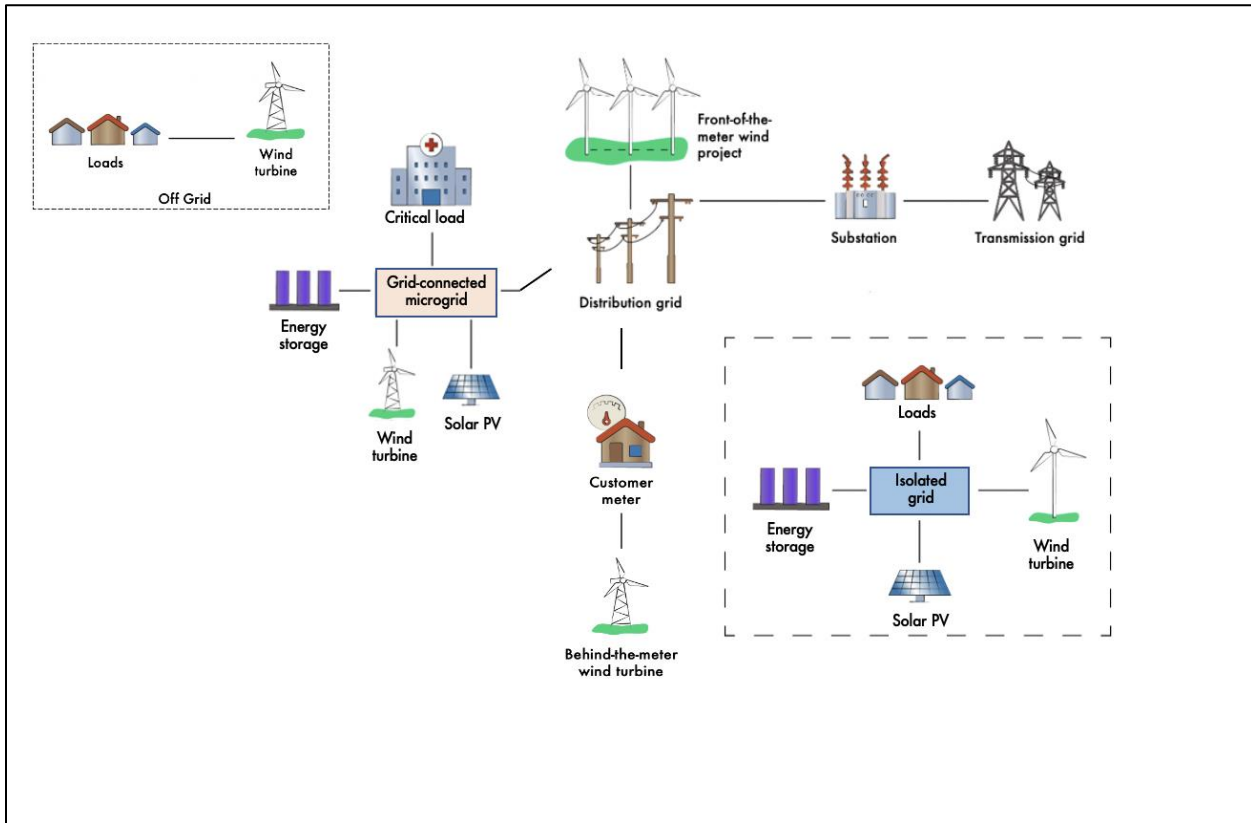 Loads
Wind
turbine
Off Grid
Critical load
Front-of-the-
meter wind
project
Substation
Transmission grid
Distribution grid
Grid-connected
microgrid
Energy
storage
Wind
turbine
Solar PV
Customer
meter
Behind-the-meter
wind turbine
Loads
Isolated
grid
Energy
storage
Wind
turbine
Solar PV